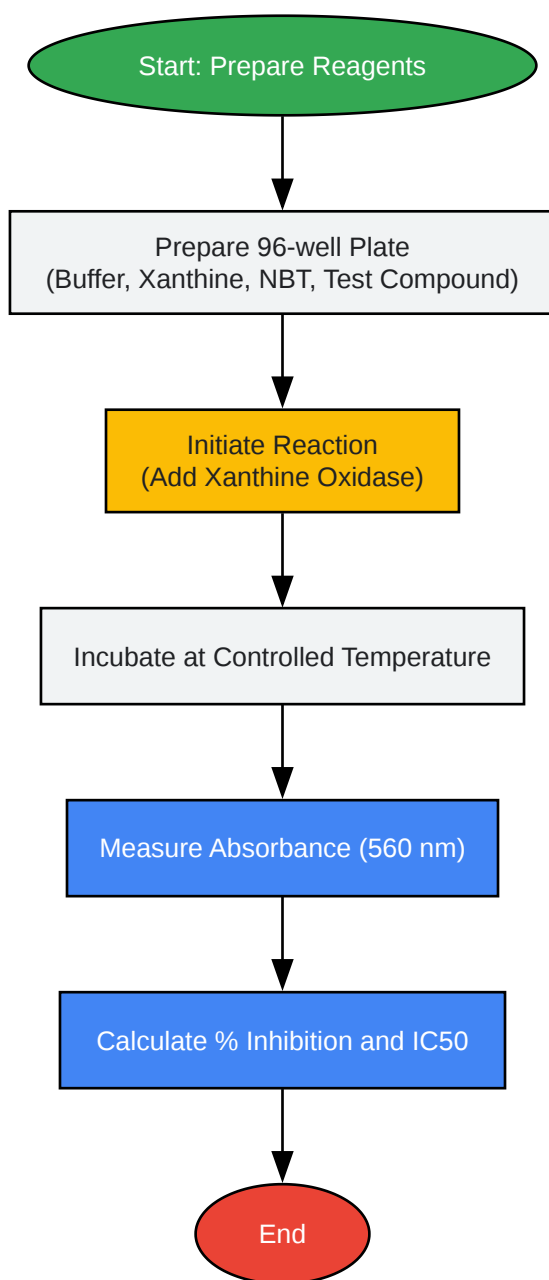 Start: Prepare Reagents
Prepare 96-well Plate
(Buffer, Xanthine, NBT, Test Compound)
Initiate Reaction
(Add Xanthine Oxidase)
Incubate at Controlled Temperature
Measure Absorbance (560 nm)
Calculate % Inhibition and IC50
End